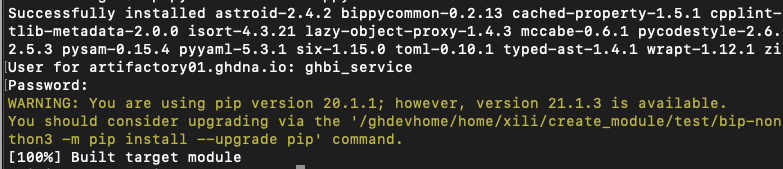 Successfully installed astroid-2.4.2 bippycommon-0.2.13 cached-property-1.5.1 cpplint-
tlib-metadata-2.0.0 isort-4.3.21 lazy-object-proxy-1.4.3 mccabe-0.6.1 pycodestyle-2.6.
2.5.3 pysam-0.15.4 pyyaml-5.3.1 six-1.15.0 toml-0.10.1 typed-ast-1.4.1 wrapt-1.12.1 zi
User for artifactory01.ghdna.io: ghbi_service
Password:
WARNING: You are using pip version 20.1.1; however, version 21.1.3 is available.
You should consider upgrading via the '/ghdevhome/home/xili/create_module/test/bip-non
thon3 -m pip install --upgrade pip' command.
[100%] Built target module